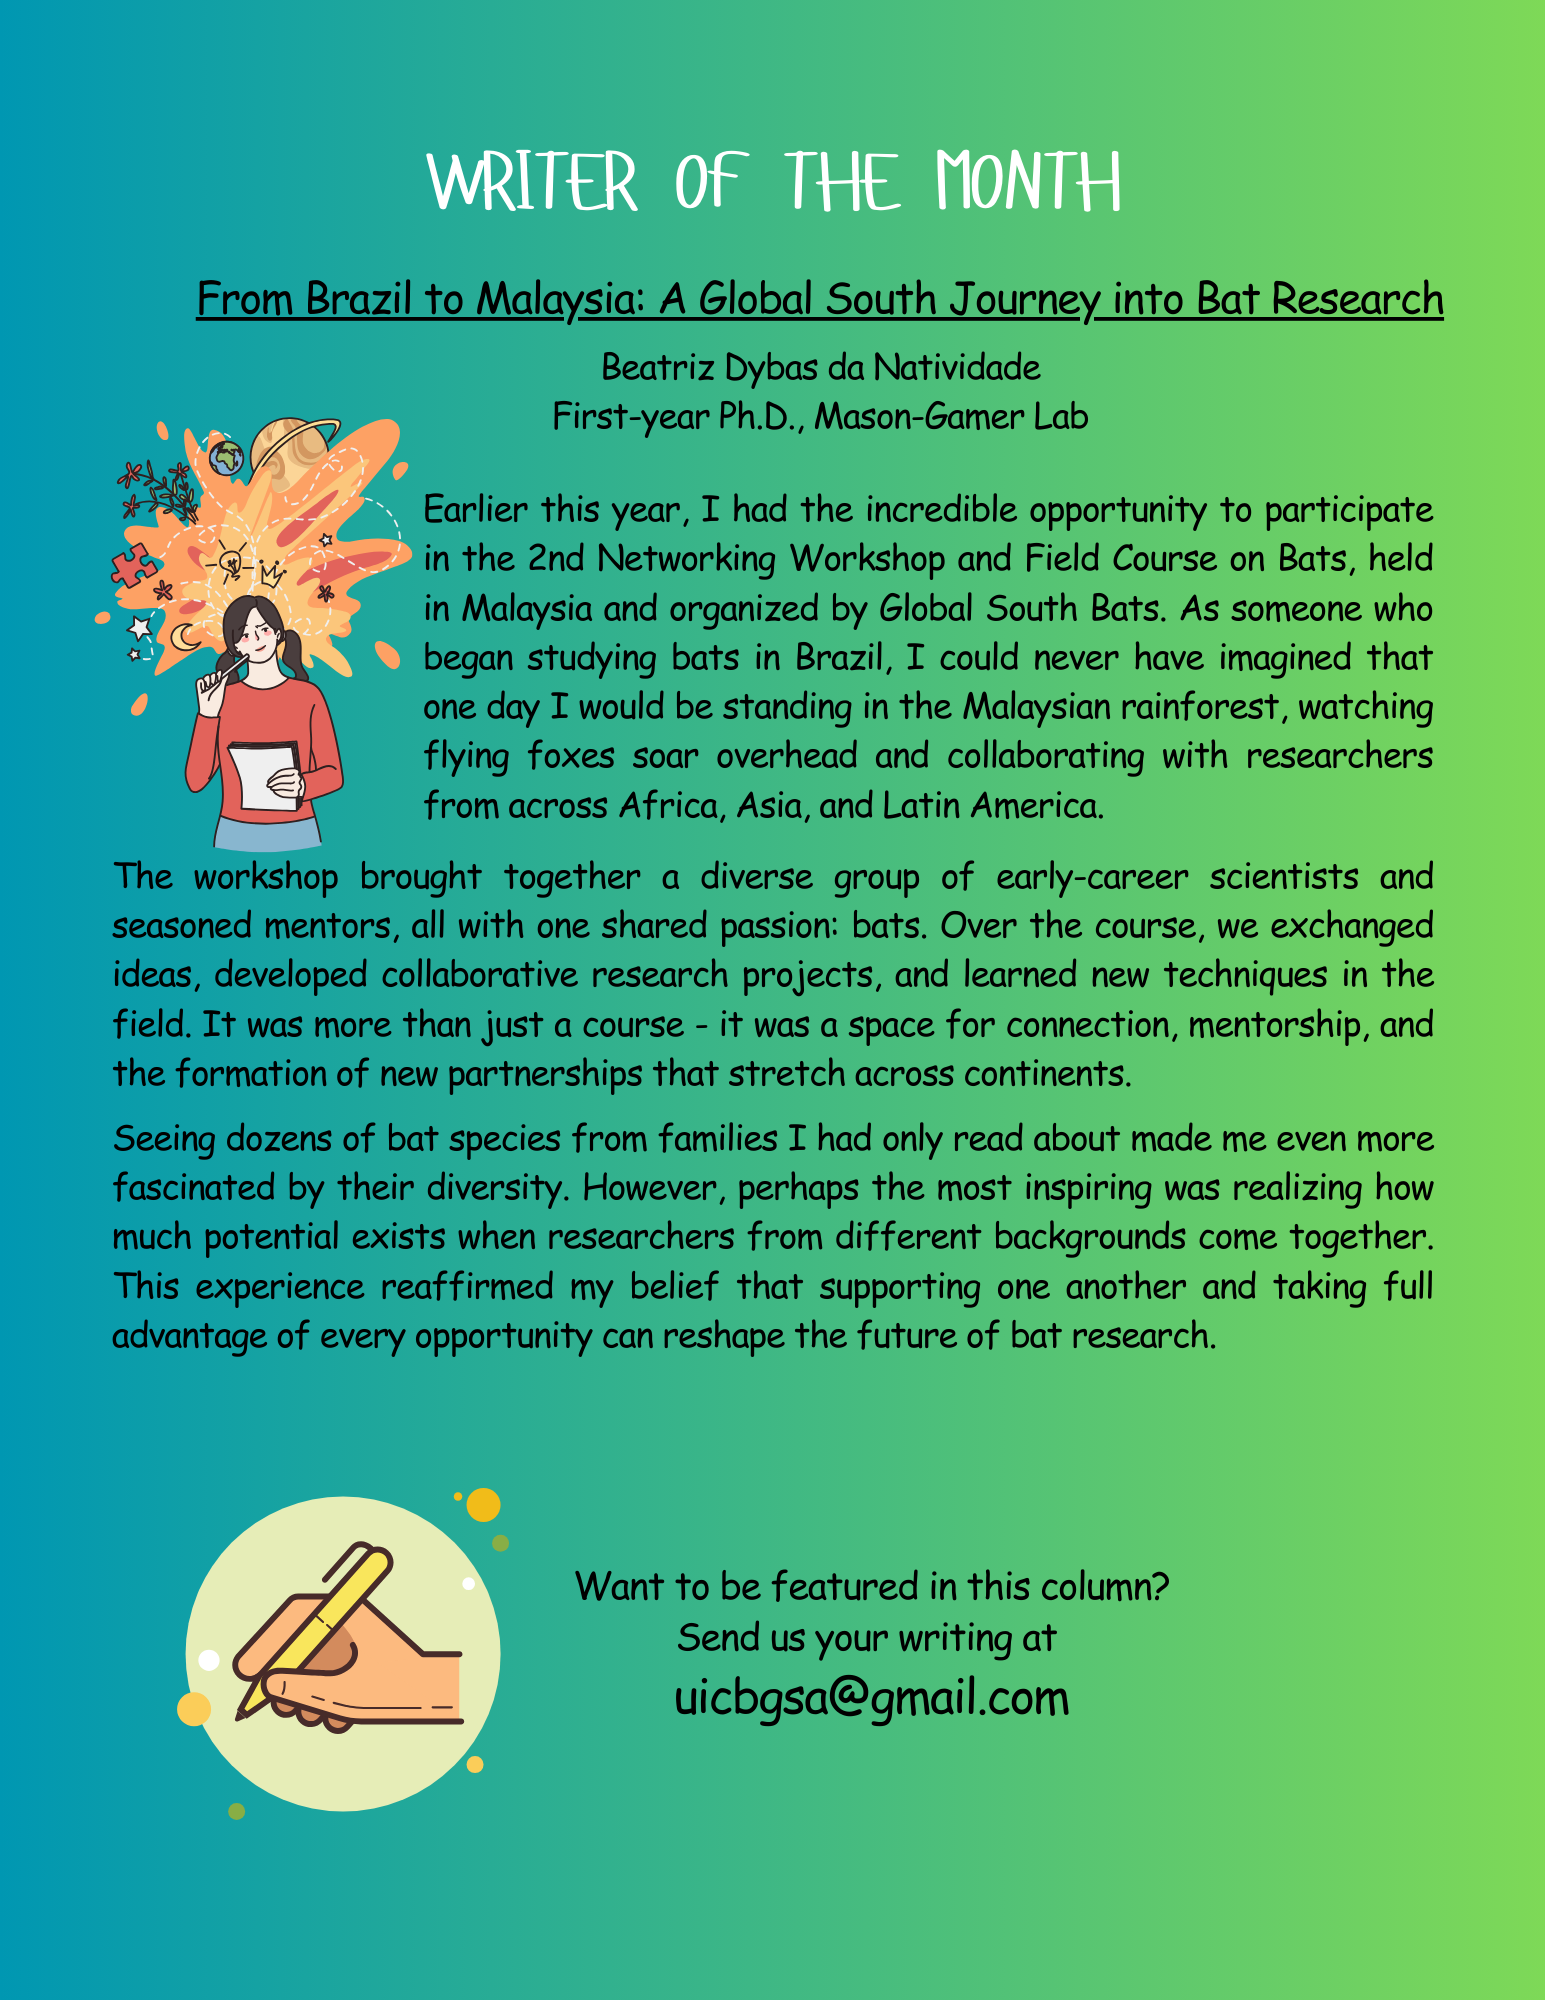 WRITER OF THE MONTH
From Brazil to Malaysia: A Global South Journey into Bat Research
Beatriz Dybas da Natividade
First-year Ph.D., Mason-Gamer Lab
Earlier this year, I had the incredible opportunity to participate
in the 2nd Networking Workshop and Field Course on Bats, held
in Malaysia and organized by Global South Bats. As someone who
began studying bats in Brazil, I could never have imagined that
one day I would be standing in the Malaysian rainforest, watching
flying foxes soar overhead and collaborating with researchers
from across Africa, Asia, and Latin America.
The workshop brought together a diverse group of early-career scientists and
seasoned mentors, all with one shared passion: bats. Over the course, we exchanged
ideas, developed collaborative research projects, and learned new techniques in the
field. It was more than just a course - it was a space for connection, mentorship, and
the formation of new partnerships that stretch across continents.
Seeing dozens of bat species from families I had only read about made me even more
fascinated by their diversity. However, perhaps the most inspiring was realizing how
much potential exists when researchers from different backgrounds come together.
This experience reaffirmed my belief that supporting one another and taking full
advantage of every opportunity can reshape the future of bat research.
Want to be featured in this column?
Send us your writing at
uicbgsa@gmail.com